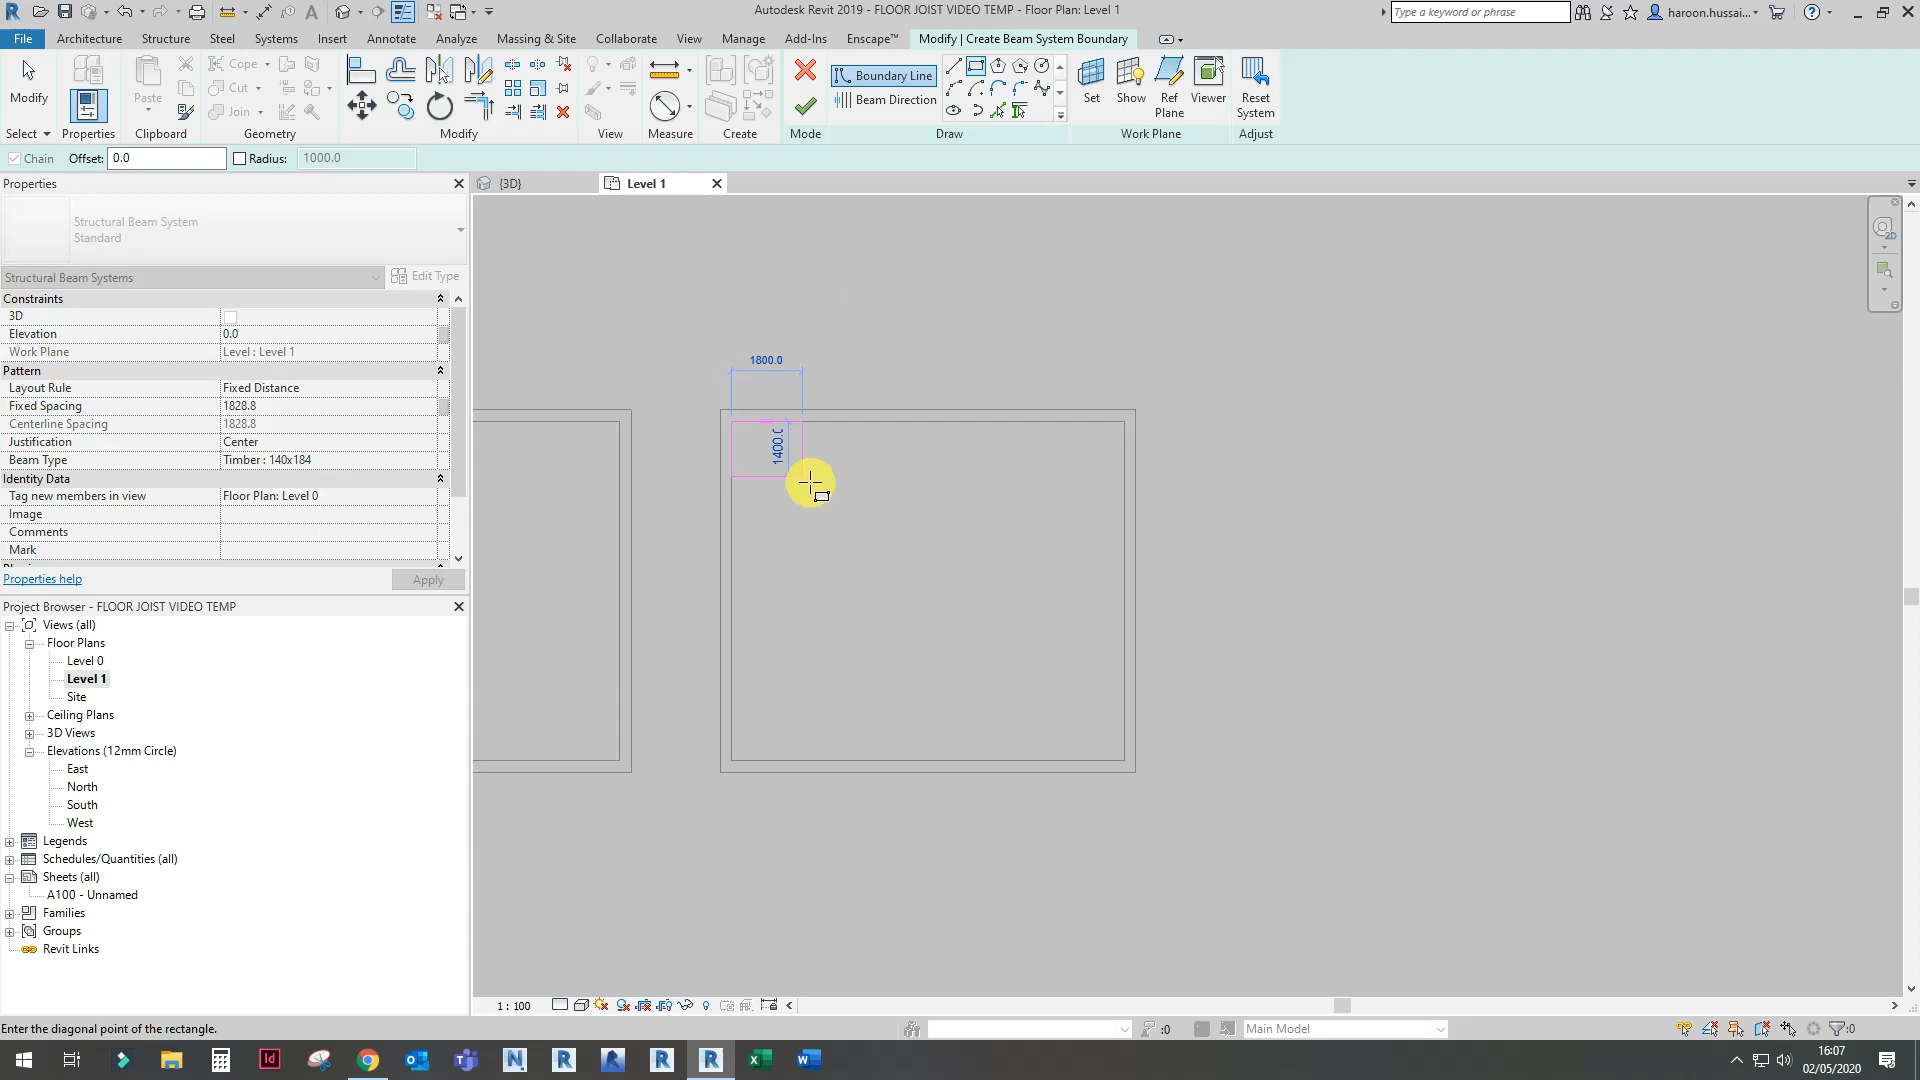 Autodesk Revit 2019 - FLOOR JOIST VIDEO TEMP - Floor Plan: Level 1
Type a keyword or phrase
haroon.hussai...
File Architecture Structure Steel Systems Insert Annotate Analyze Massing & Site Collaborate View Manage Add-Ins Enscape™ Modify | Create Beam System Boundary
Modify
Paste
Cope
Cut
Join
Boundary Line
Beam Direction
Set Show Ref Plane Viewer Reset System
Select Properties Clipboard Geometry Modify View Measure Create Mode Draw Work Plane Adjust
Chain Offset: 0.0 Radius: 1000.0
Properties
{3D} Level 1
Structural Beam System
Standard
Structural Beam Systems Edit Type
Constraints
3D
Elevation 0.0
Work Plane Level : Level 1
Pattern
Layout Rule Fixed Distance
Fixed Spacing 1828.8
Centerline Spacing 1828.8
Justification Center
Beam Type Timber : 140x184
Identity Data
Tag new members in view Floor Plan: Level 0
Image
Comments
Mark
Properties help Apply
1800.0
1400.0
2D
Project Browser - FLOOR JOIST VIDEO TEMP
Views (all)
Floor Plans
Level 0
Level 1
Site
Ceiling Plans
3D Views
Elevations (12mm Circle)
East
North
South
West
Legends
Schedules/Quantities (all)
Sheets (all)
A100 - Unnamed
Families
Groups
Revit Links
1 : 100
Enter the diagonal point of the rectangle.
:0 Main Model :0
16:07
02/05/2020